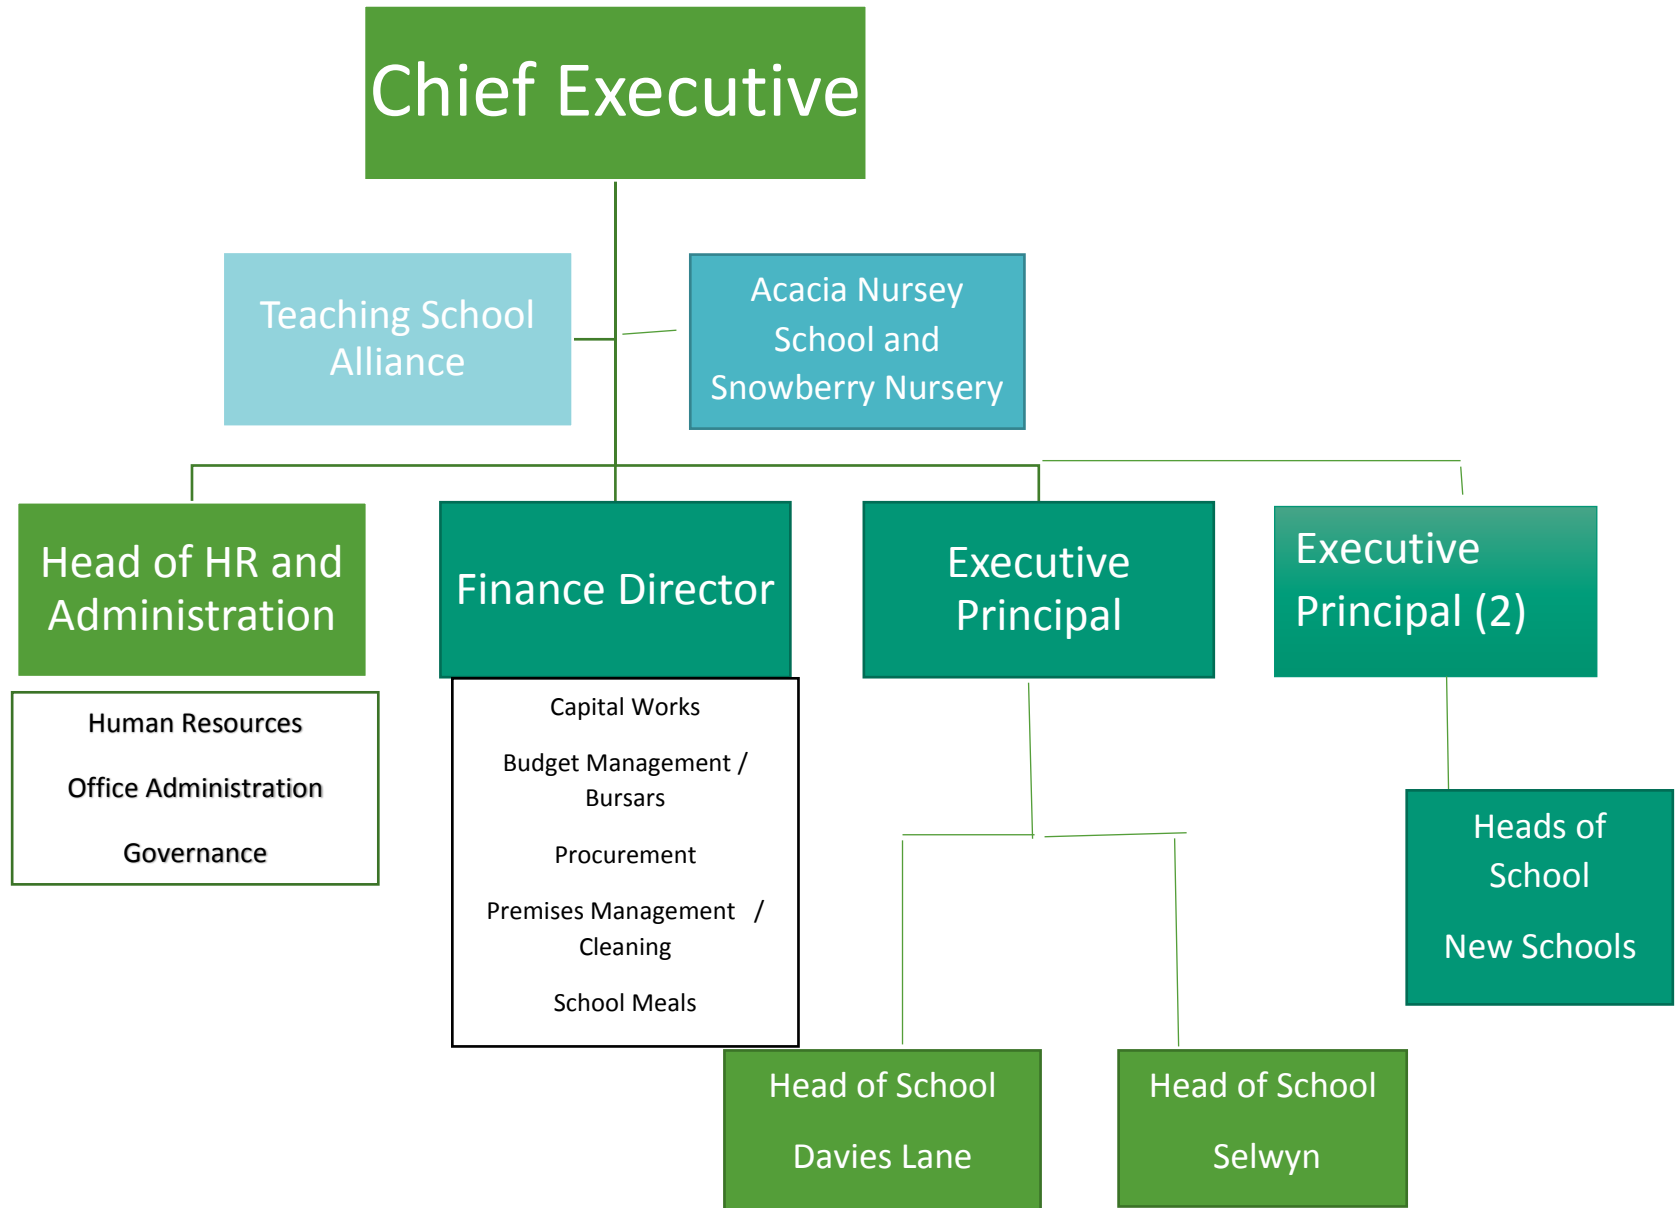 Chief Executive
Teaching School
Alliance
Acacia Nursey
School and
Snowberry Nursery
Head of HR and
Administration
Finance Director
Executive
Principal
Executive
Principal (2)
Human Resources
Office Administration
Governance
Capital Works
Budget Management /
Bursars
Procurement
Premises Management /
Cleaning
School Meals
Heads of
School
New Schools
Head of School
Davies Lane
Head of School
Selwyn